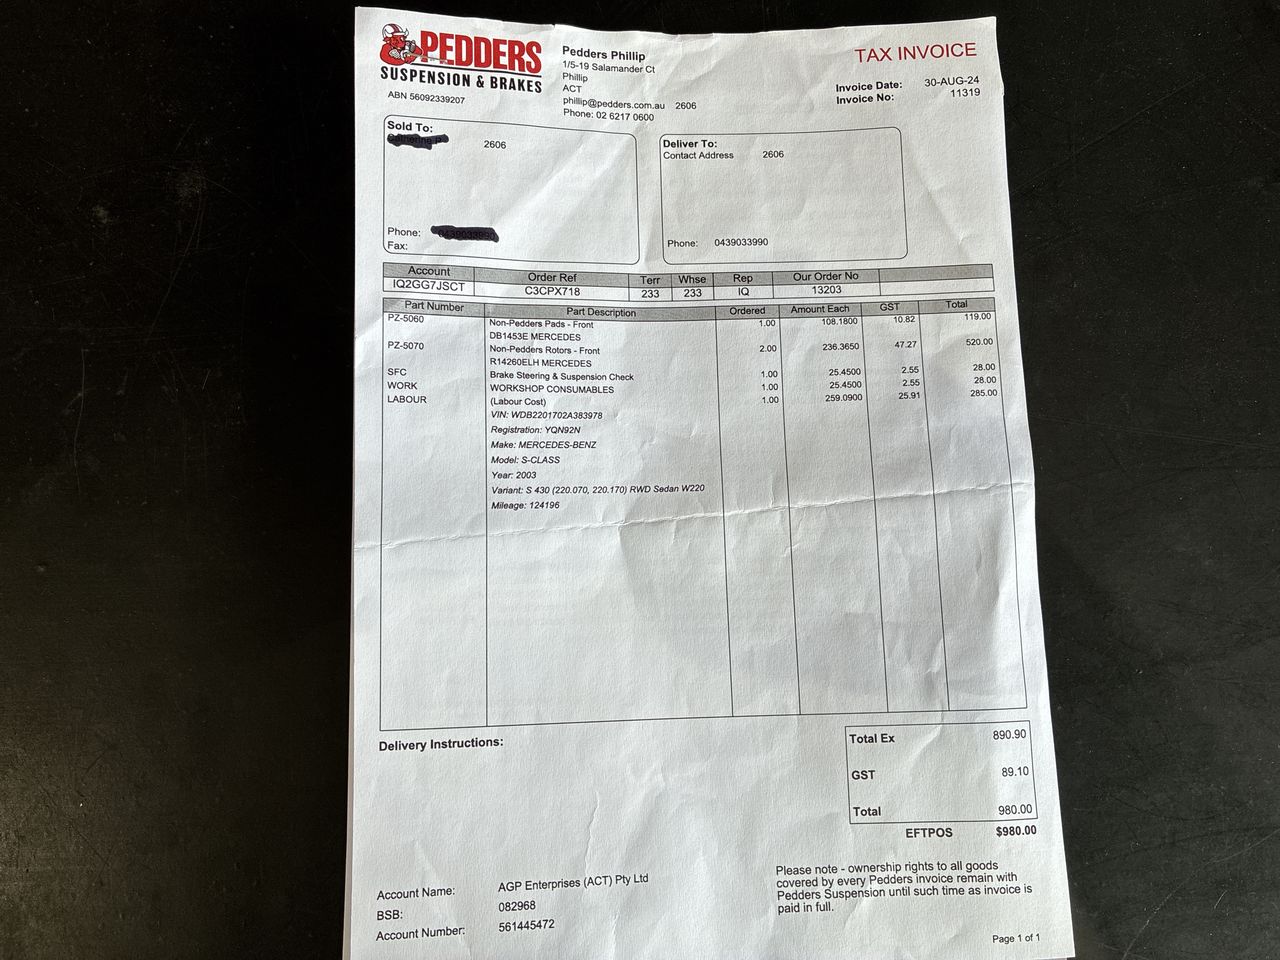 PEDDERS
SUSPENSION & BRAKES
ABN 56092339207
Pedders Phillip
1/5-19 Salamander Ct
Phillip
ACT
phillip@pedders.com.au 2606
Phone: 02 6217 0600
TAX INVOICE
Invoice Date: 30-AUG-24
Invoice No: 11319
Sold To:
2606
Phone:
Fax:
Deliver To:
Contact Address 2606
Phone: 0439033990
Account Order Ref Terr Whse Rep Our Order No
IQ2GG7JSCT C3CPX718 233 233 IQ 13203
Part Number Part Description Ordered Amount Each GST Total
PZ-5060 Non-Pedders Pads - Front 1.00 108.1800 10.82 119.00
DB1453E MERCEDES
PZ-5070 Non-Pedders Rotors - Front 2.00 236.3650 47.27 520.00
R14260ELH MERCEDES
SFC Brake Steering & Suspension Check 1.00 25.4500 2.55 28.00
WORK WORKSHOP CONSUMABLES 1.00 25.4500 2.55 28.00
LABOUR (Labour Cost) 1.00 259.0900 25.91 285.00
VIN: WDB2201702A383978
Registration: YQN92N
Make: MERCEDES-BENZ
Model: S-CLASS
Year: 2003
Variant: S 430 (220.070, 220.170) RWD Sedan W220
Mileage: 124196
Delivery Instructions:
Total Ex 890.90
GST 89.10
Total 980.00
EFTPOS $980.00
Account Name: AGP Enterprises (ACT) Pty Ltd
BSB: 082968
Account Number: 561445472
Please note - ownership rights to all goods
covered by every Pedders invoice remain with
Pedders Suspension until such time as invoice is
paid in full.
Page 1 of 1